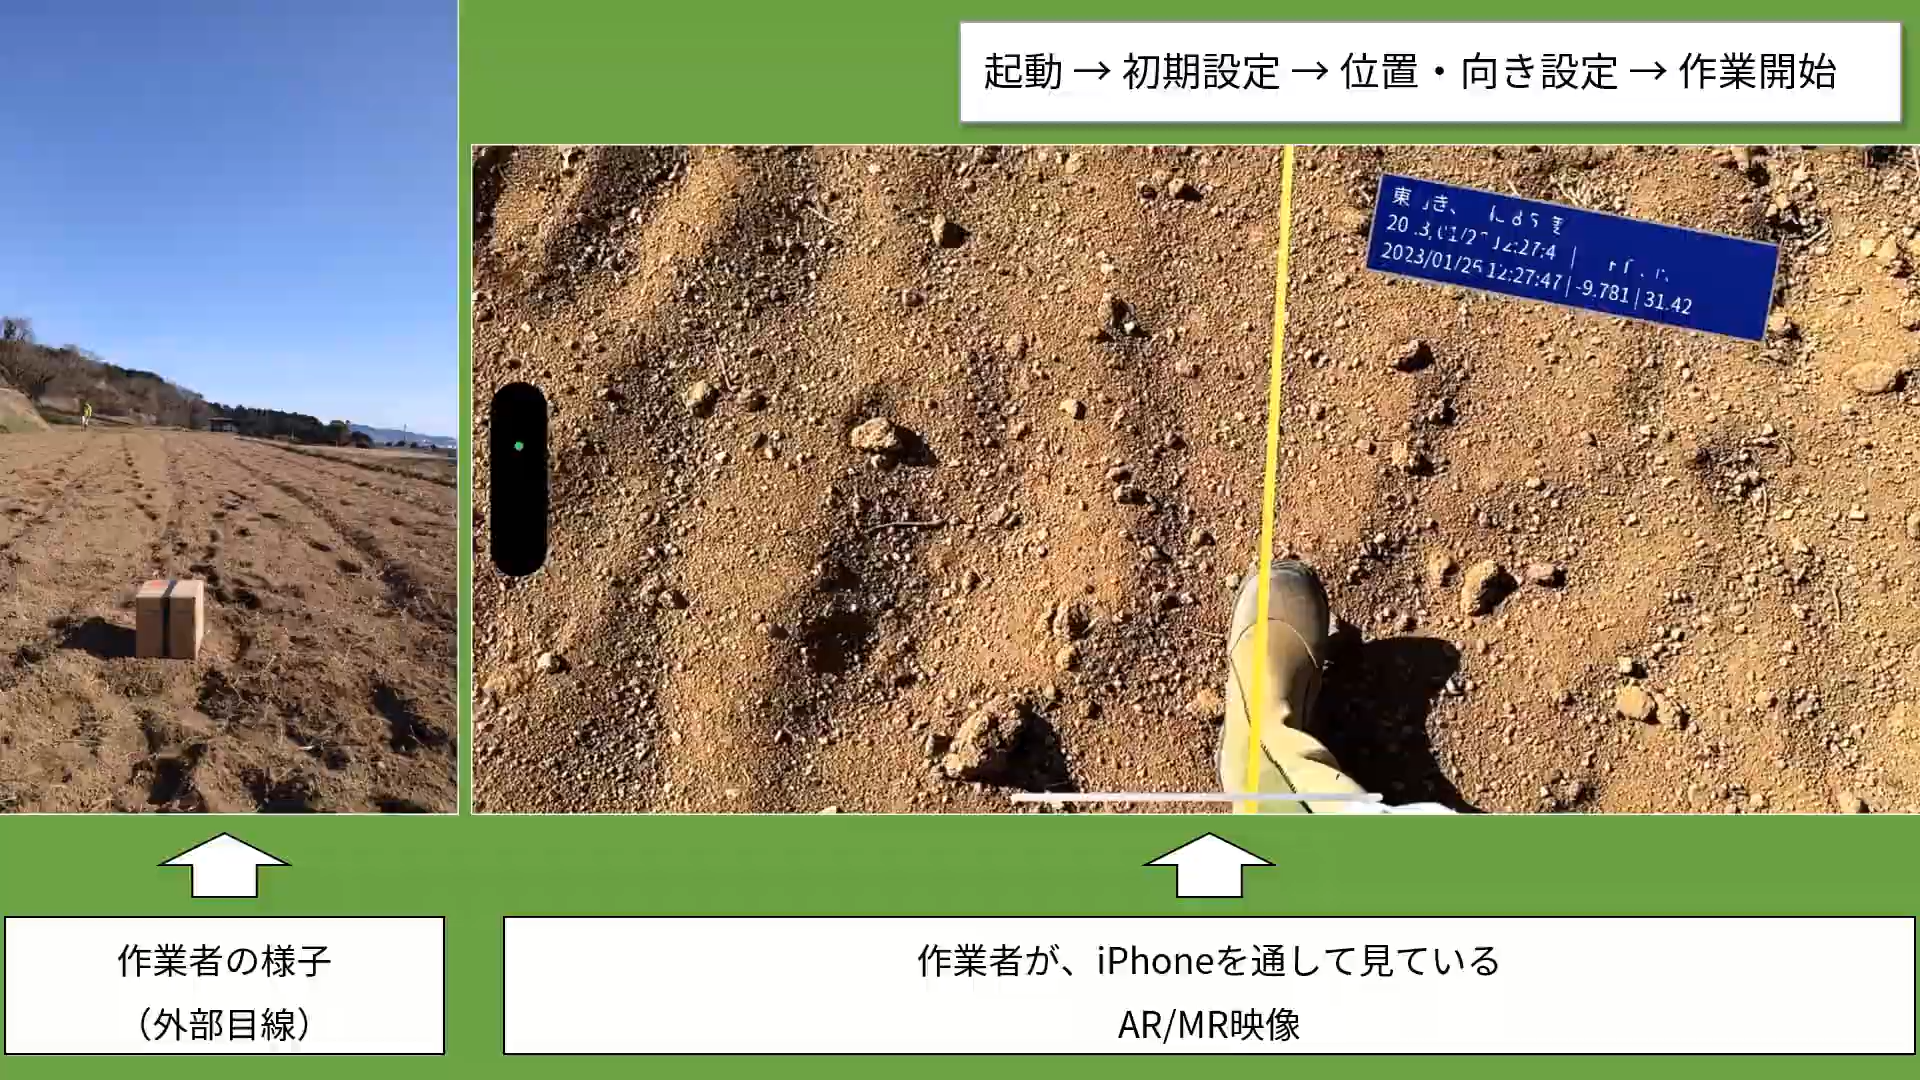 起動 → 初期設定 → 位置・向き設定 → 作業開始
東
2023/01/26 12:27:47 | -9.781 | 31.42
作業者の様子
（外部目線）
作業者が、iPhoneを通して見ている
AR/MR映像